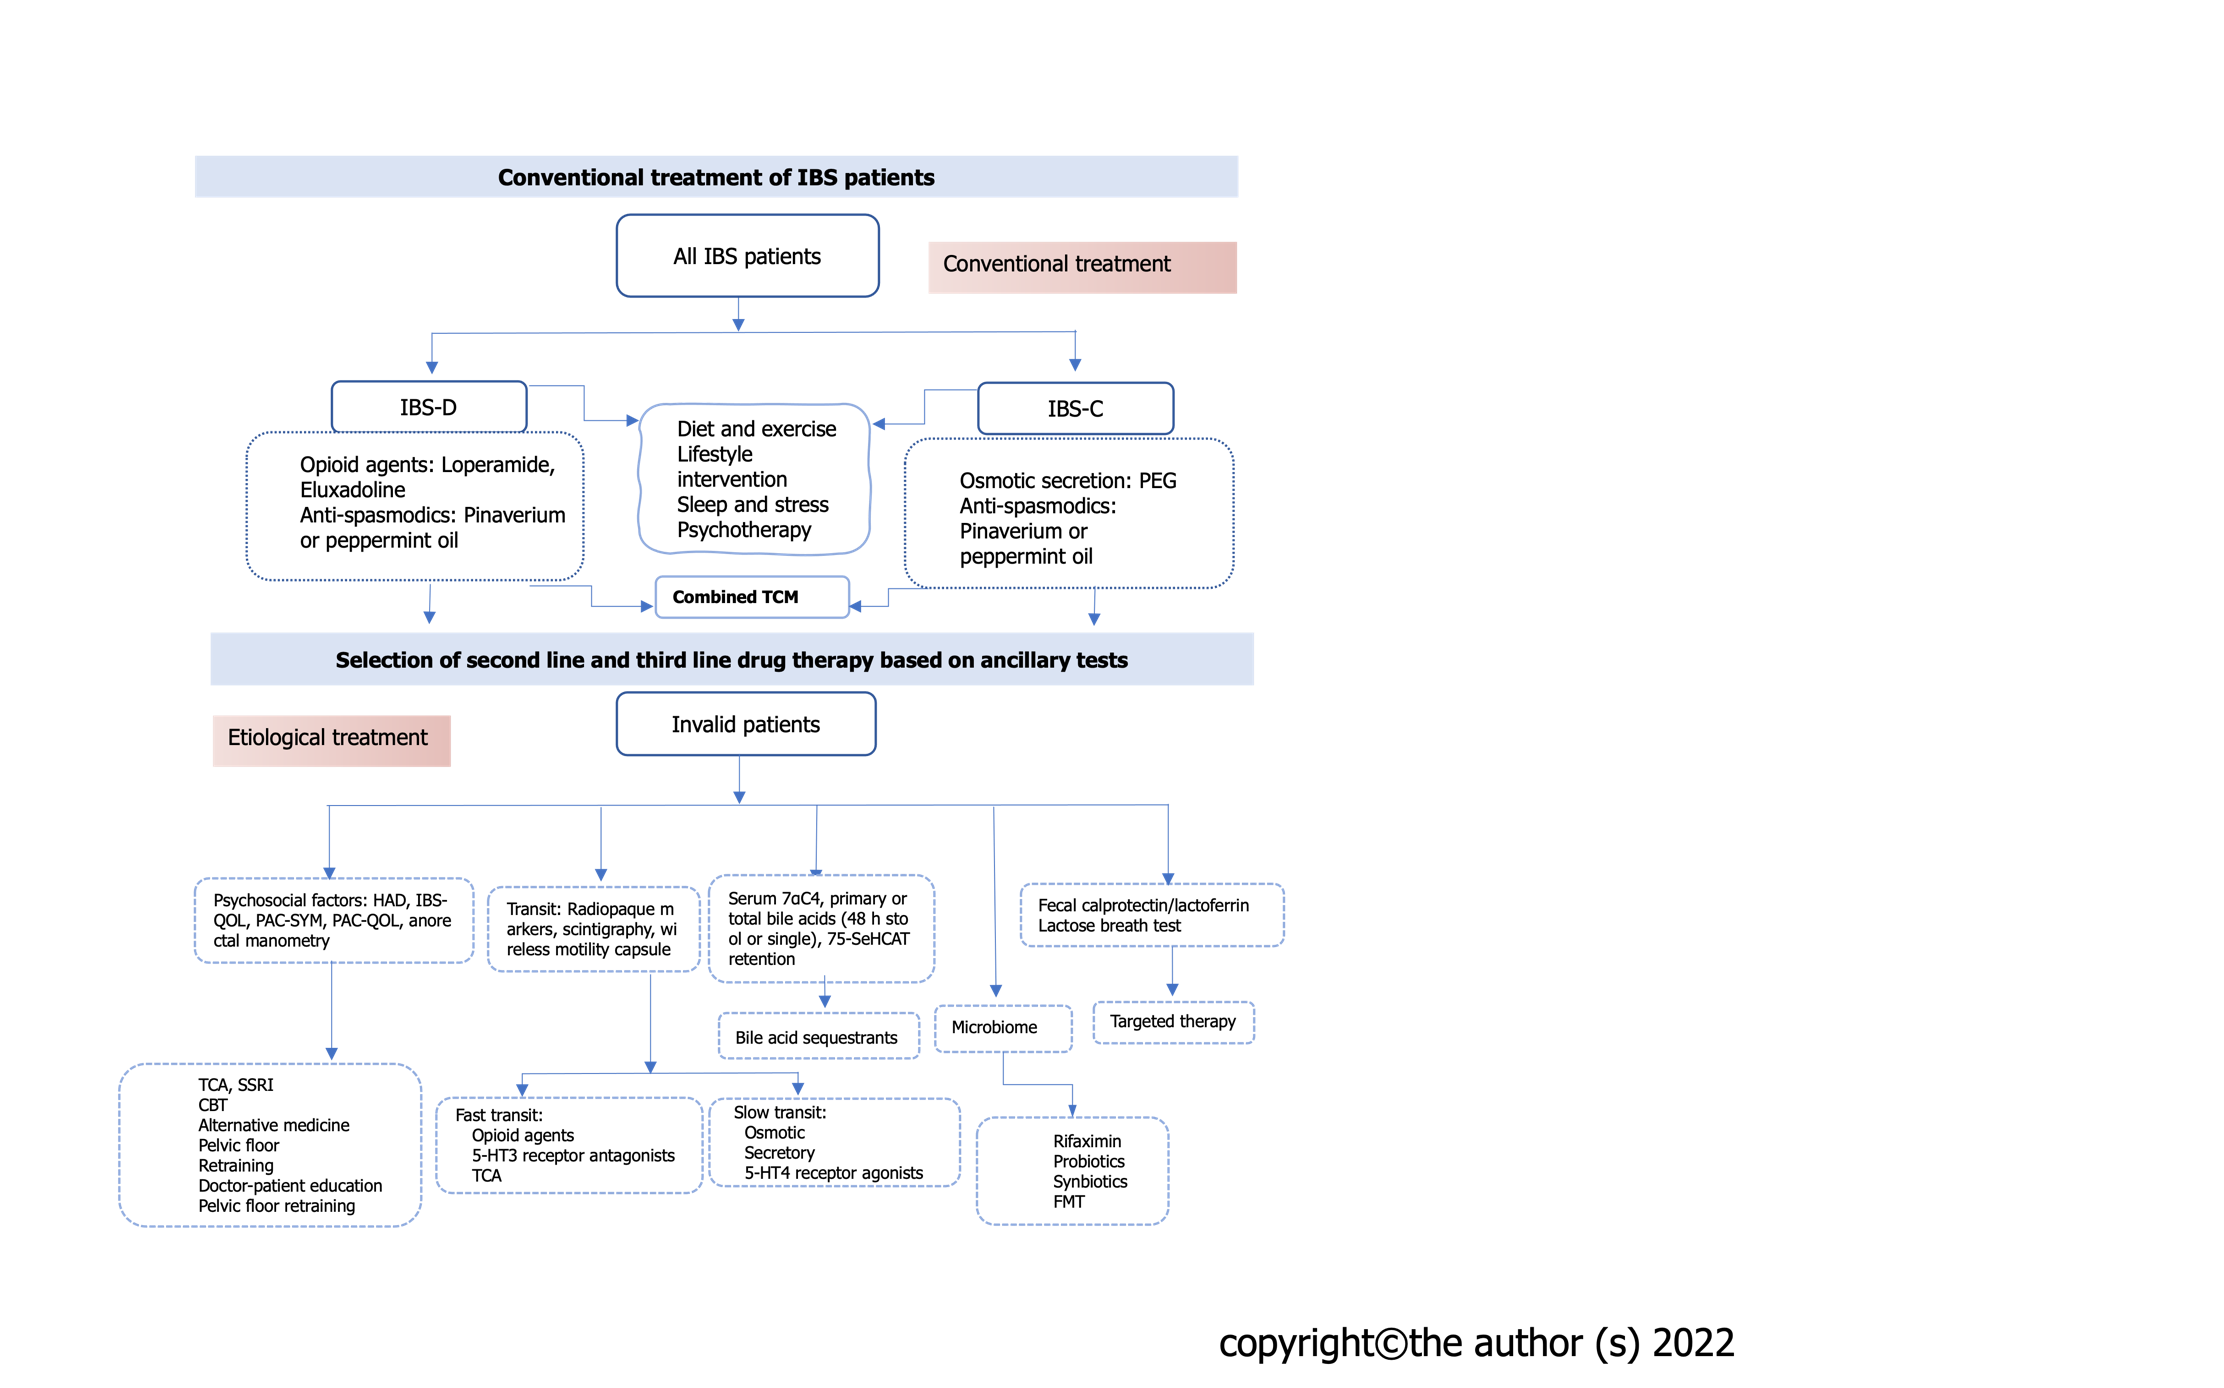 Conventional treatment of IBS patients
All IBS patients
Conventional treatment
IBS-D
IBS-C
Opioid agents: Loperamide,
Eluxadoline
Anti-spasmodics: Pinaverium
or peppermint oil
Diet and exercise
Lifestyle
intervention
Sleep and stress
Psychotherapy
Osmotic secretion: PEG
Anti-spasmodics:
Pinaverium or
peppermint oil
Combined TCM
Selection of second line and third line drug therapy based on ancillary tests
Invalid patients
Etiological treatment
Psychosocial factors: HAD, IBS-
QOL, PAC-SYM, PAC-QOL, anore
ctal manometry
Transit: Radiopaque m
arkers, scintigraphy, wi
reless motility capsule
Serum 7αC4, primary or
total bile acids (48 h sto
ol or single), 75-SeHCAT
retention
Fecal calprotectin/lactoferrin
Lactose breath test
Bile acid sequestrants
Microbiome
Targeted therapy
TCA, SSRI
CBT
Alternative medicine
Pelvic floor
Retraining
Doctor-patient education
Pelvic floor retraining
Fast transit:
Opioid agents
5-HT3 receptor antagonists
TCA
Slow transit:
Osmotic
Secretory
5-HT4 receptor agonists
Rifaximin
Probiotics
Synbiotics
FMT
copyright©the author (s) 2022